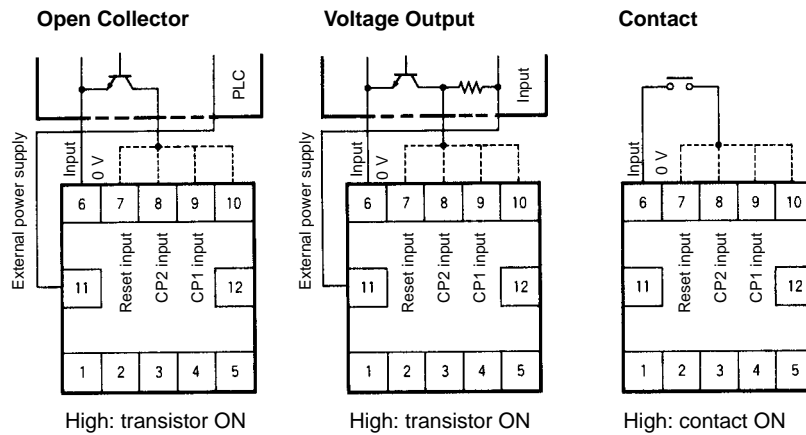 Open Collector
PLC
External power supply
Input
0 V
6 7 8 9 10
11 Reset input CP2 input CP1 input 12
1 2 3 4 5
High: transistor ON
Voltage Output
Input
External power supply
Input
0 V
6 7 8 9 10
11 Reset input CP2 input CP1 input 12
1 2 3 4 5
High: transistor ON
Contact
Input
0 V
6 7 8 9 10
11 Reset input CP2 input CP1 input 12
1 2 3 4 5
High: contact ON